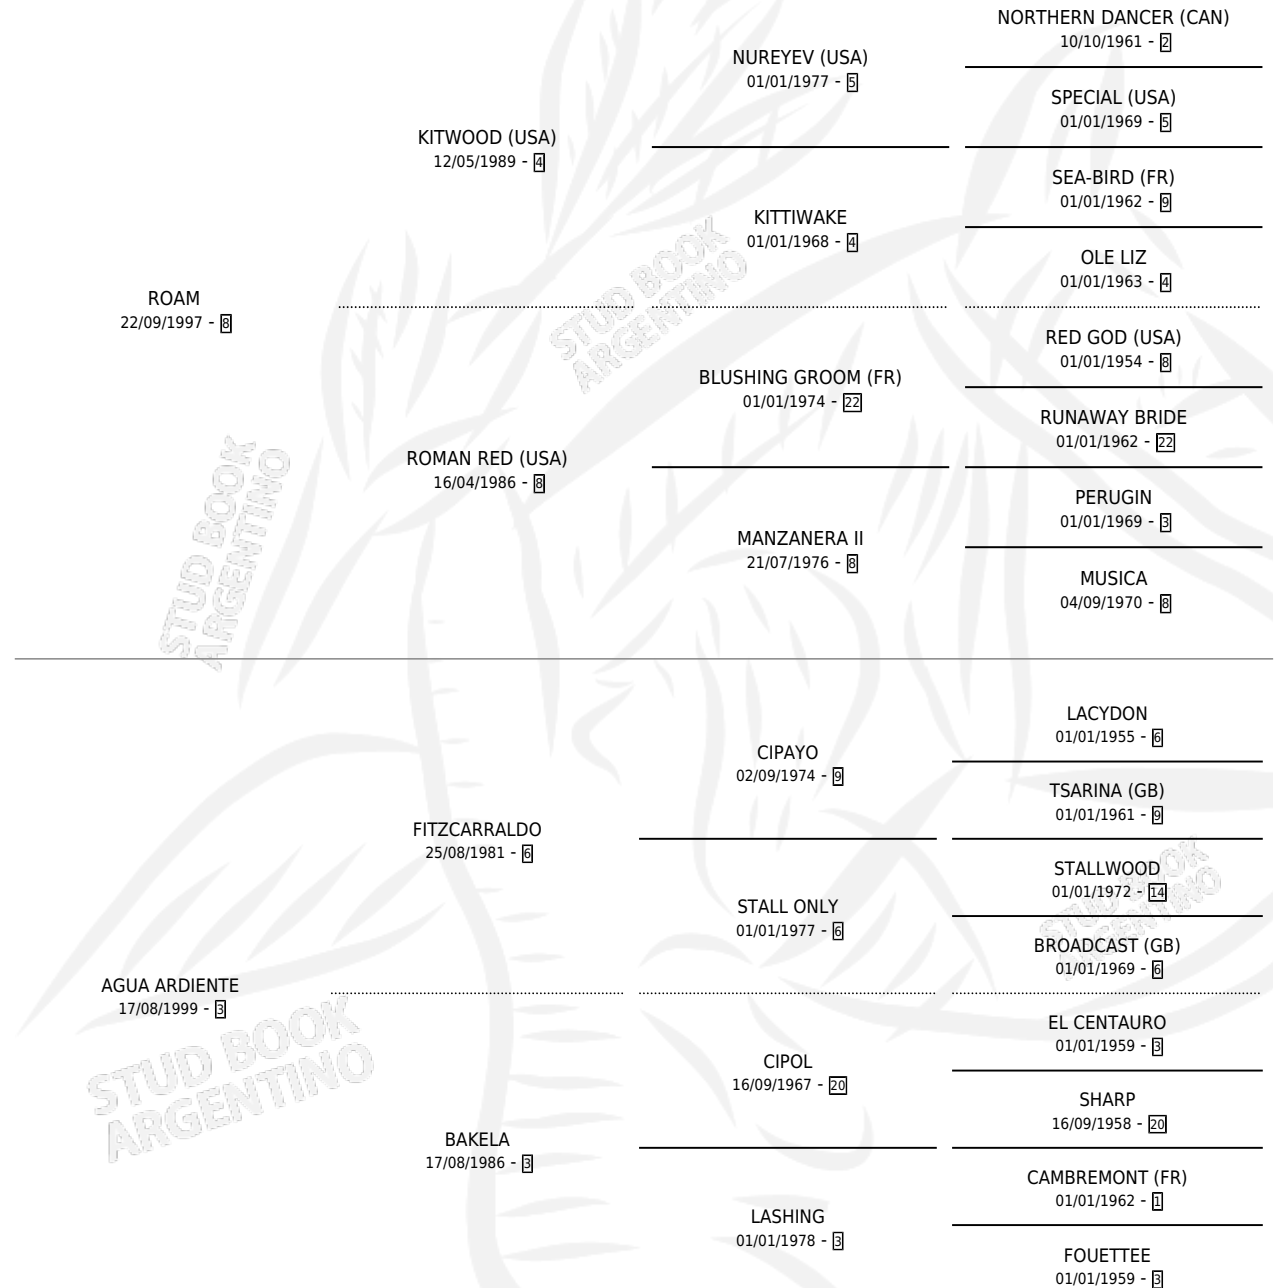 NORTHERN DANCER (CAN)
10/10/1961 - 2
NUREYEV (USA)
01/01/1977 - 5
SPECIAL (USA)
01/01/1969 - 5
KITWOOD (USA)
12/05/1989 - 4
SEA-BIRD (FR)
01/01/1962 - 9
KITTIWAKE
01/01/1968 - 4
OLE LIZ
01/01/1963 - 4
ROAM
22/09/1997 - 8
STUD BOOK
ARGENTINO
RED GOD (USA)
01/01/1954 - 8
BLUSHING GROOM (FR)
01/01/1974 - 22
RUNAWAY BRIDE
01/01/1962 - 22
ROMAN RED (USA)
16/04/1986 - 8
PERUGIN
01/01/1969 - 3
MANZANERA II
21/07/1976 - 8
MUSICA
04/09/1970 - 8
STUD BOOK
ARGENTINO
LACYDON
01/01/1955 - 6
CIPAYO
02/09/1974 - 9
TSARINA (GB)
01/01/1961 - 9
FITZCARRALDO
25/08/1981 - 6
STALLWOOD
01/01/1972 - 14
STALL ONLY
01/01/1977 - 6
BROADCAST (GB)
01/01/1969 - 6
STUD BOOK
ARGENTINO
AGUA ARDIENTE
17/08/1999 - 3
STUD BOOK
ARGENTINO
EL CENTAURO
01/01/1959 - 3
CIPOL
16/09/1967 - 20
SHARP
16/09/1958 - 20
BAKELA
17/08/1986 - 3
CAMBREMONT (FR)
01/01/1962 - 1
LASHING
01/01/1978 - 3
FOUETTEE
01/01/1959 - 3